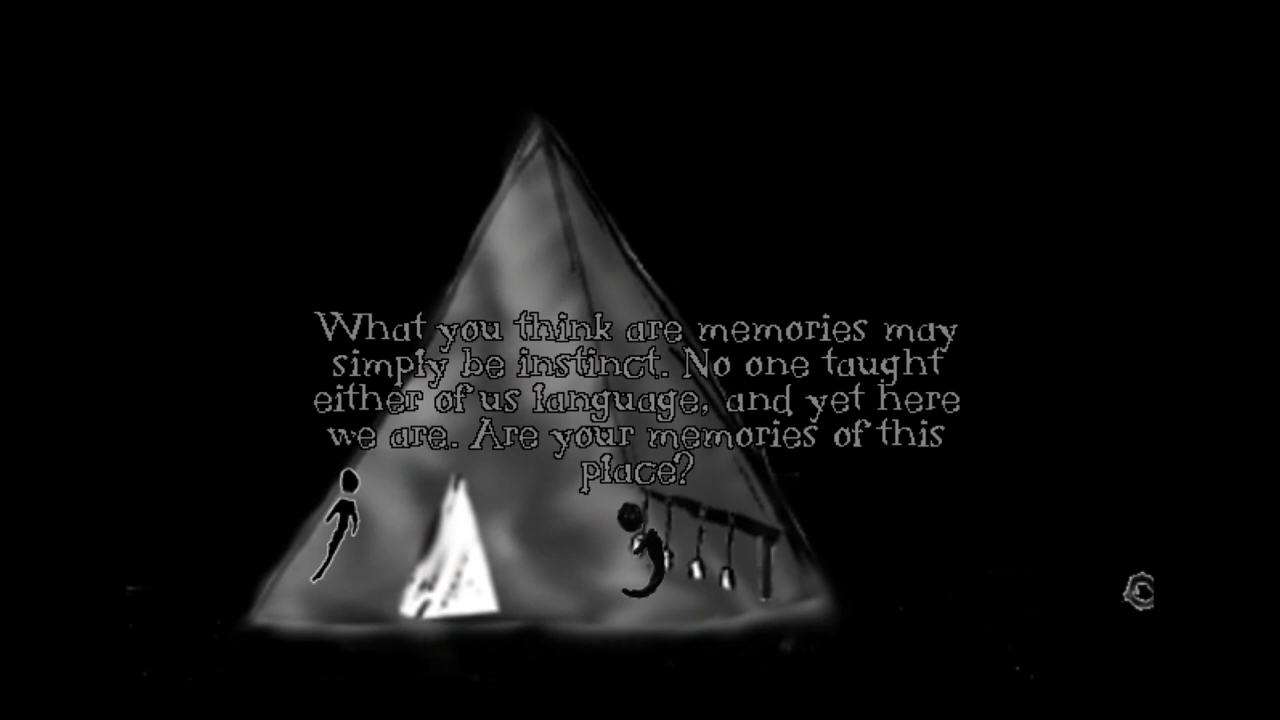 What you think are memories may
simply be instinct. No one taught
either of us language, and yet here
we are. Are your memories of this
place?